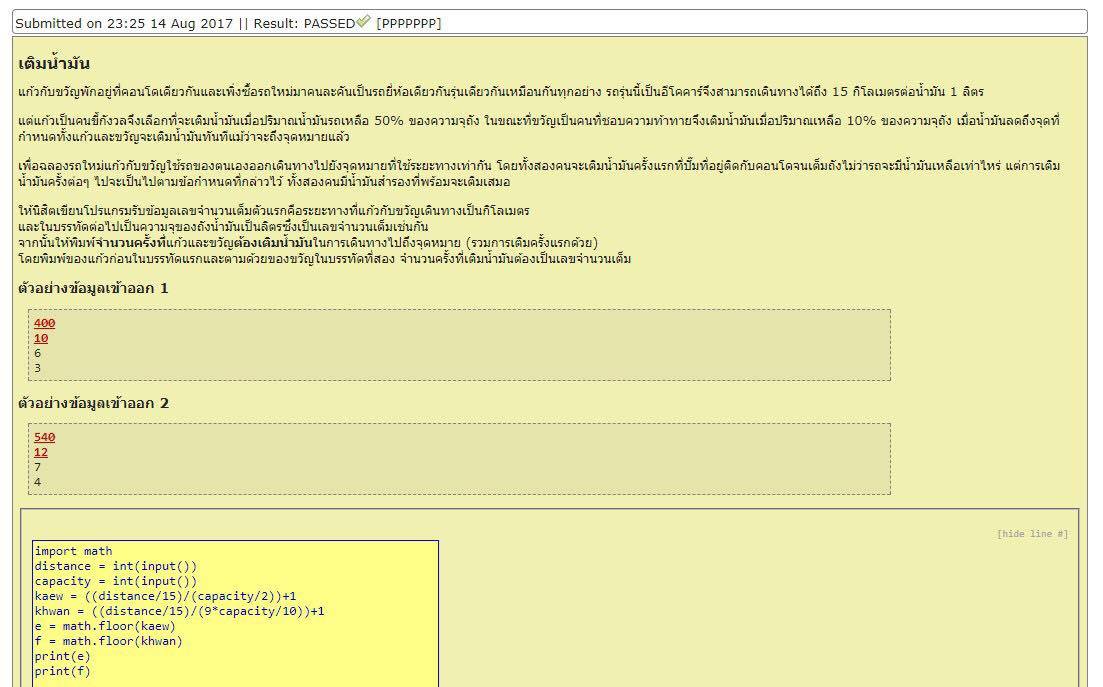 Submitted on 23:25 14 Aug 2017 || Result: PASSED [PPPPPPP]
เติมน้ำมัน
แก้วกับขวัญพักอยู่ที่คอนโดเดียวกันและเพิ่งซื้อรถใหม่มาคนละคันเป็นรถยี่ห้อเดียวกันรุ่นเดียวกันเหมือนกันทุกอย่าง รถรุ่นนี้เป็นอีโคคาร์จึงสามารถเดินทางได้ถึง 15 กิโลเมตรต่อน้ำมัน 1 ลิตร
แต่แก้วเป็นคนขี้กังวลจึงเลือกที่จะเติมน้ำมันเมื่อปริมาณน้ำมันรถเหลือ 50% ของความจุถัง ในขณะที่ขวัญเป็นคนที่ชอบความท้าทายจึงเติมน้ำมันเมื่อปริมาณเหลือ 10% ของความจุถัง เมื่อน้ำมันลดถึงจุดที่
กำหนดทั้งแก้วและขวัญจะเติมน้ำมันทันทีแม้ว่าจะถึงจุดหมายแล้ว
เพื่อฉลองรถใหม่แก้วกับขวัญใช้รถของตนเองออกเดินทางไปยังจุดหมายที่ใช้ระยะทางเท่ากัน โดยทั้งสองคนจะเติมน้ำมันครั้งแรกที่ปั๊มที่อยู่ติดกับคอนโดจนเต็มถังไม่ว่ารถจะมีน้ำมันเหลือเท่าไหร่ แต่การเติม
น้ำมันครั้งต่อๆ ไปจะเป็นไปตามข้อกำหนดที่กล่าวไว้ ทั้งสองคนมีน้ำมันสำรองที่พร้อมจะเติมเสมอ
ให้นิสิตเขียนโปรแกรมรับข้อมูลเลขจำนวนเต็มตัวแรกคือระยะทางที่แก้วกับขวัญเดินทางเป็นกิโลเมตร
และในบรรทัดต่อไปเป็นความจุของถังน้ำมันเป็นลิตรซึ่งเป็นเลขจำนวนเต็มเช่นกัน
จากนั้นให้พิมพ์จำนวนครั้งที่แก้วและขวัญต้องเติมน้ำมันในการเดินทางไปถึงจุดหมาย (รวมการเติมครั้งแรกด้วย)
โดยพิมพ์ของแก้วก่อนในบรรทัดแรกและตามด้วยของขวัญในบรรทัดที่สอง จำนวนครั้งที่เติมน้ำมันต้องเป็นเลขจำนวนเต็ม
ตัวอย่างข้อมูลเข้าออก 1
400
10
6
3
ตัวอย่างข้อมูลเข้าออก 2
540
12
7
4
[hide line #]
import math
distance = int(input())
capacity = int(input())
kaew = ((distance/15)/(capacity/2))+1
khwan = ((distance/15)/(9*capacity/10))+1
e = math.floor(kaew)
f = math.floor(khwan)
print(e)
print(f)